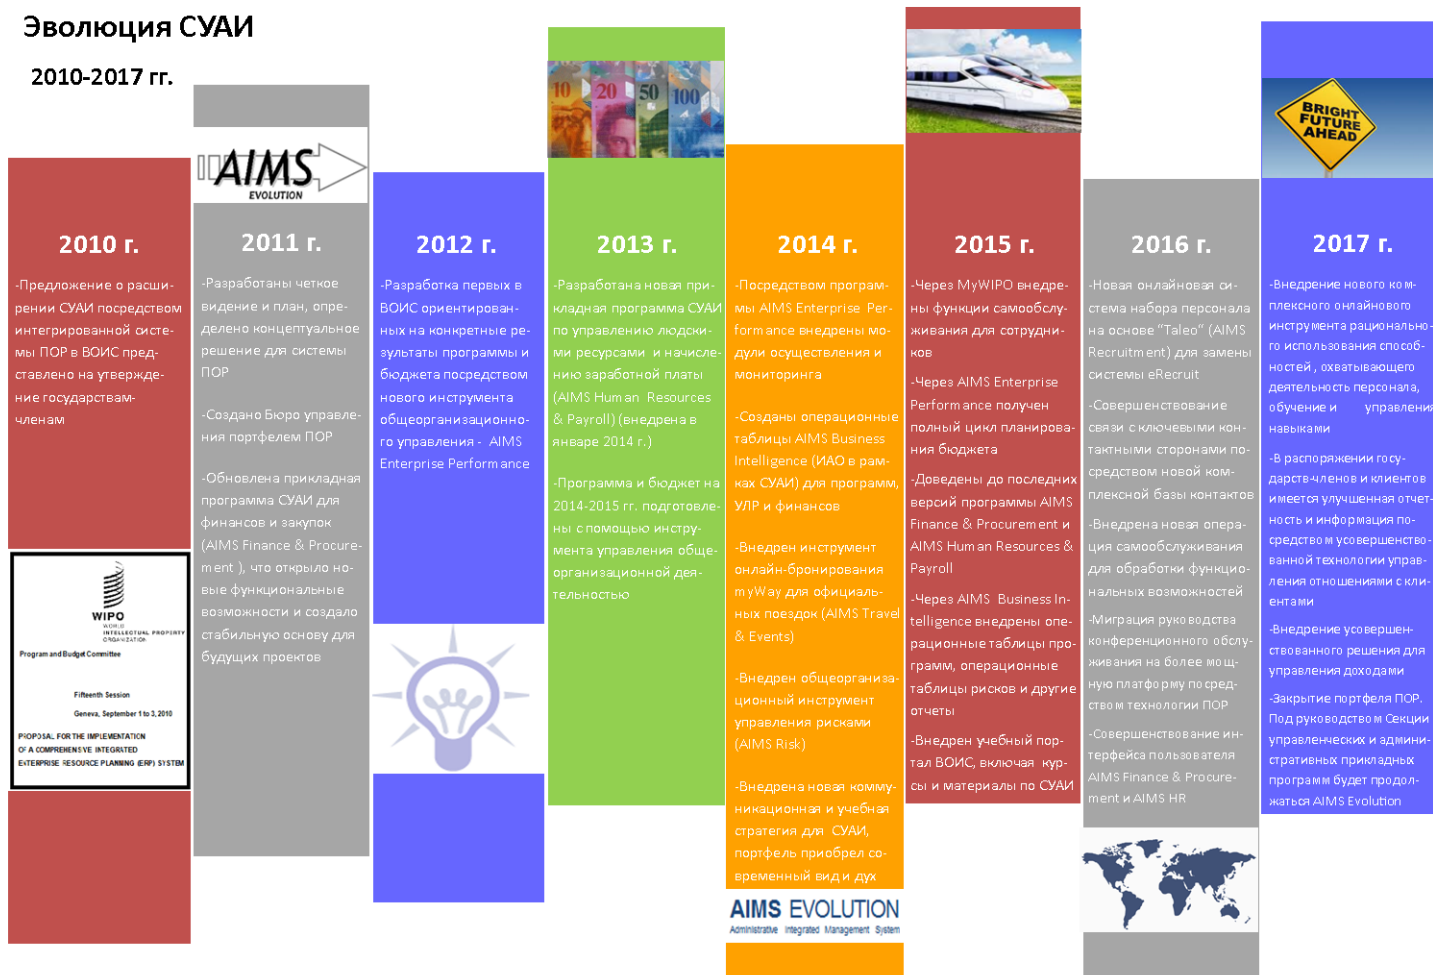 Эволюция СУАИ
2010-2017 гг.
2010 г.
-Предложение о расши-
рении СУАИ посредством
интегрированной систе-
мы ПОР в ВОИС пред-
ставлено на утвержде-
ние государствам-
членам
WIPO
WORLD
INTELLECTUAL PROPERTY
ORGANIZATION
Program and Budget Committee
Fifteenth Session
Geneva, September 1 to 3, 2010
PROPOSAL FOR THE IMPLEMENTATION
OF A COMPREHENSIVE INTEGRATED
ENTERPRISE RESOURCE PLANNING (ERP) SYSTEM
AIMS
EVOLUTION
2011 г.
-Разработаны четкое
видение и план, опре-
делено концептуальное
решение для системы
ПОР
-Создано Бюро управле-
ния портфелем ПОР
-Обновлена прикладная
программа СУАИ для
финансов и закупок
(AIMS Finance & Procure-
ment ), что открыло но-
вые функциональные
возможности и создало
стабильную основу для
будущих проектов
2012 г.
-Разработка первых в
ВОИС ориентирован-
ных на конкретные ре-
зультаты программы и
бюджета посредством
нового инструмента
общеорганизационно-
го управления - AIMS
Enterprise Performance
10 20 50 100
2013 г.
-Разработана новая при-
кладная программа СУАИ
по управлению людски-
ми ресурсами и начисле-
нию заработной платы
(AIMS Human Resources
& Payroll) (внедрена в
январе 2014 г.)
-Программа и бюджет на
2014-2015 гг. подготовле-
ны с помощью инстру-
мента управления обще-
организационной дея-
тельностью
2014 г.
-Посредством програм-
мы AIMS Enterprise Per-
formance внедрены мо-
дули осуществления и
мониторинга
-Созданы операционные
таблицы AIMS Business
Intelligence (ИАО в рам-
ках СУАИ) для программ,
УЛР и финансов
-Внедрен инструмент
онлайн-бронирования
myWay для официаль-
ных поездок (AIMS Travel
& Events)
-Внедрен общеорганиза-
ционный инструмент
управления рисками
(AIMS Risk)
-Внедрена новая комму-
никационная и учебная
стратегия для СУАИ,
портфель приобрел со-
временный вид и дух
AIMS EVOLUTION
Administrative Integrated Management System
2015 г.
-Через MyWIPO внедре-
ны функции самообслу-
живания для сотрудни-
ков
-Через AIMS Enterprise
Performance получен
полный цикл планирова-
ния бюджета
-Доведены до последних
версий программы AIMS
Finance & Procurement и
AIMS Human Resources &
Payroll
-Через AIMS Business In-
telligence внедрены опе-
рационные таблицы про-
грамм, операционные
таблицы рисков и другие
отчеты
-Внедрен учебный пор-
тал ВОИС, включая кур-
сы и материалы по СУАИ
2016 г.
-Новая онлайновая си-
стема набора персонала
на основе "Taleo" (AIMS
Recruitment) для замены
системы eRecruit
-Совершенствование
связи с ключевыми кон-
тактными сторонами по-
средством новой ком-
плексной базы контактов
-Внедрена новая опера-
ция самообслуживания
для обработки функцио-
нальных возможностей
-Миграция руководства
конференционного обслу-
живания на более мощ-
ную платформу посред-
ством технологии ПОР
-Совершенствование ин-
терфейса пользователя
AIMS Finance & Procure-
ment и AIMS HR
BRIGHT
FUTURE
AHEAD
2017 г.
-Внедрение нового ком-
плексного онлайнового
инструмента рационально-
го использования способ-
ностей , охватывающего
деятельность персонала,
обучение и управления
навыками
-В распоряжении госу-
дарств-членов и клиентов
имеется улучшенная отчет-
ность и информация по-
средством усовершенство-
ванной технологии управ-
ления отношениями с кли-
ентами
-Внедрение усовершен-
ствованного решения для
управления доходами
-Закрытие портфеля ПОР.
Под руководством Секции
управленческих и админи-
стративных прикладных
программ будет продол-
жаться AIMS Evolution